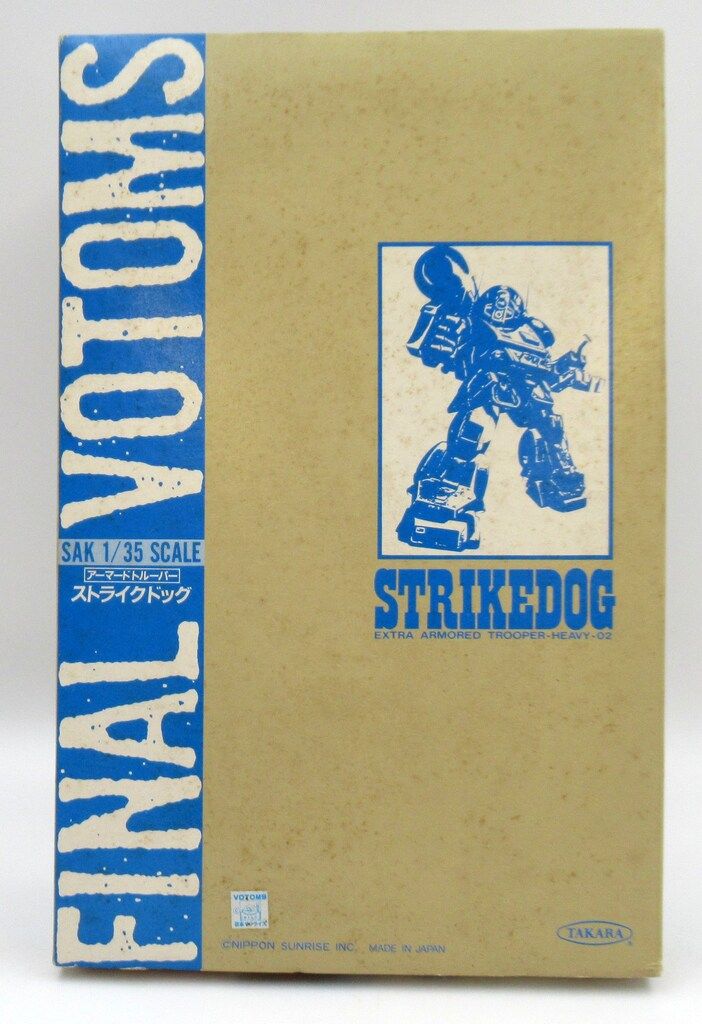 FINAL VOTOMS
SAK 1/35 SCALE
アーマードトルーパー
ストライクドッグ
STRIKEDOG
EXTRA ARMORED TROOPER-HEAVY-02
VOTOMS
©NIPPON SUNRISE INC. MADE IN JAPAN
TAKARA